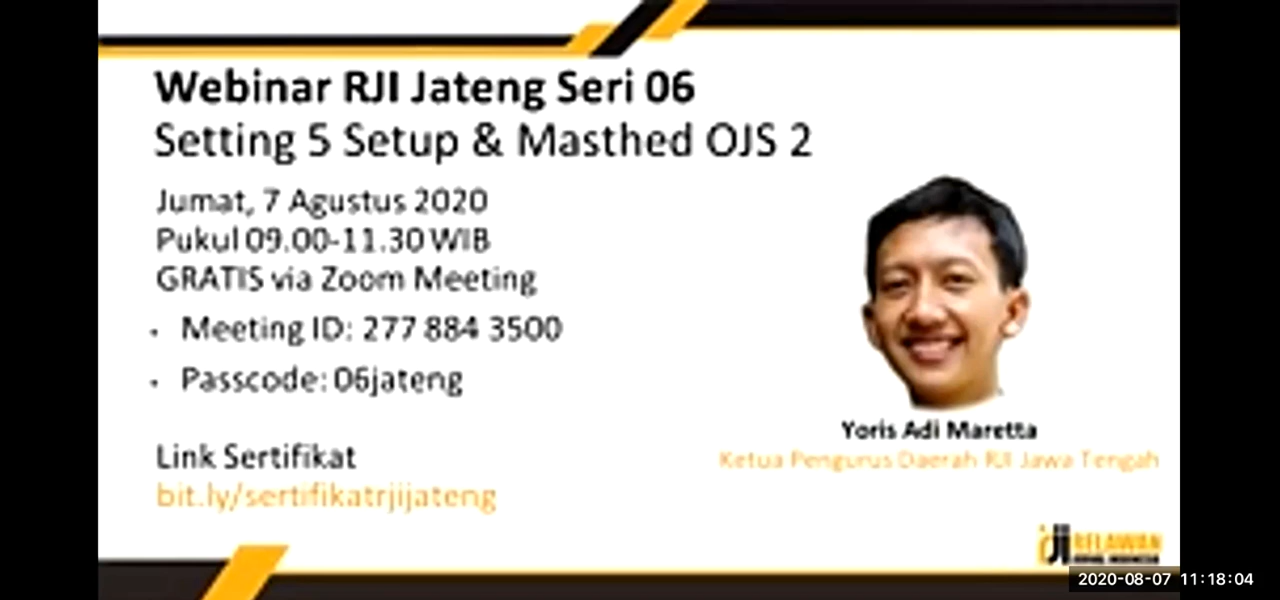 Webinar RJI Jateng Seri 06
Setting 5 Setup & Masthed OJS 2
Jumat, 7 Agustus 2020
Pukul 09.00-11.30 WIB
GRATIS via Zoom Meeting
• Meeting ID: 277 884 3500
• Passcode: 06jateng
Link Sertifikat
bit.ly/sertifikatrjijateng
Yoris Adi Maretta
Ketua Pengurus Daerah RJI Jawa Tengah
rji RELAWAN
2020-08-07 11:18:04